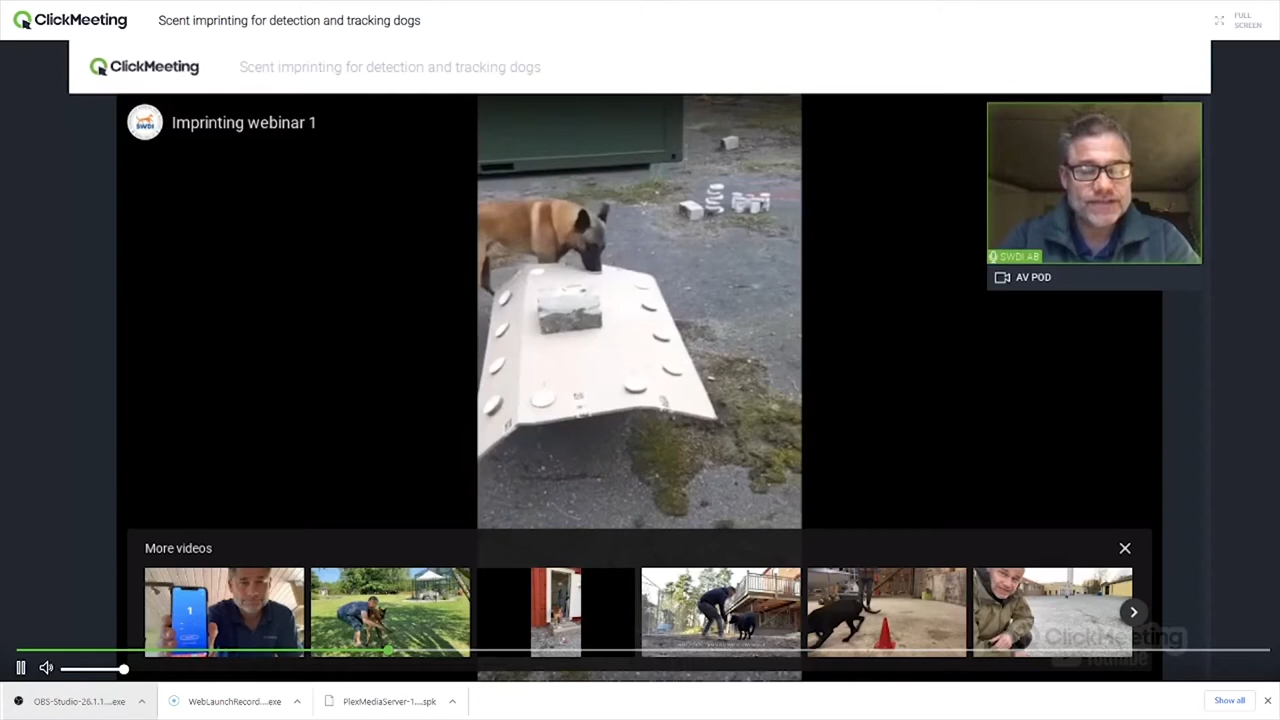 ClickMeeting Scent imprinting for detection and tracking dogs FULL SCREEN
ClickMeeting Scent imprinting for detection and tracking dogs
SWDI Imprinting webinar 1
SWDI AB
AV POD
More videos
1
ClickMeeting
YouTube
OBS-Studio-26.1.1....exe WebLaunchRecord....exe PlexMediaServer-1....spk Show all